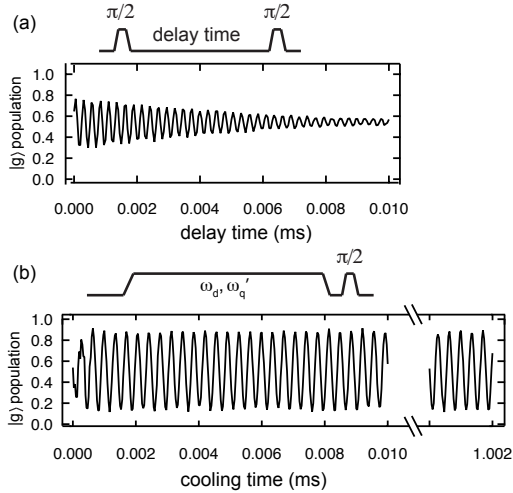 (a)
π/2 π/2
delay time
|g⟩ population
1.0
0.8
0.6
0.4
0.2
0.0
0.000 0.002 0.004 0.006 0.008 0.010
delay time (ms)
(b)
π/2
ω_d, ω_q′
|g⟩ population
1.0
0.8
0.6
0.4
0.2
0.0
0.000 0.002 0.004 0.006 0.008 0.010 1.002
cooling time (ms)